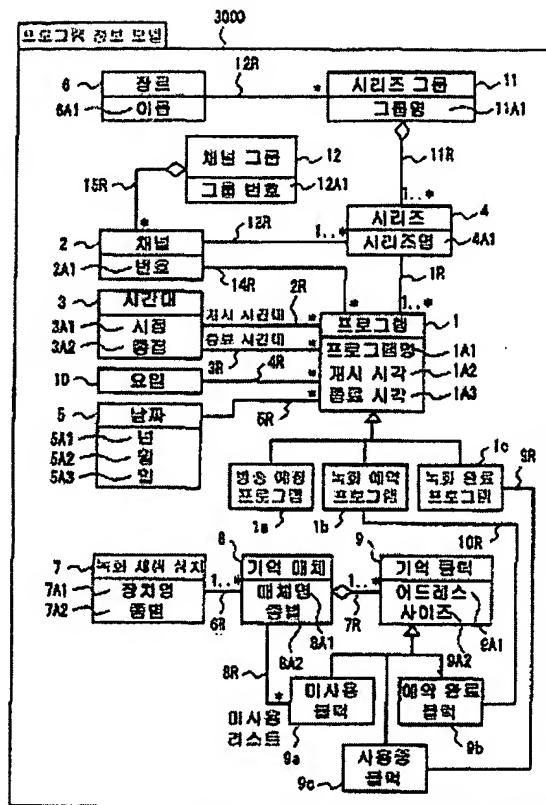 3000
프로그램 정보 모델
6
장르
6A1
이름
12R
*
시리즈 그룹
11
그룹명
11A1
채널 그룹
12
그룹 번호
12A1
15R
11R
*
1..*
2
채널
2A1
번호
13R
1..*
시리즈
4
시리즈명
4A1
14R
*
1R
1..*
3
시간대
3A1
시점
3A2
종점
개시 시간대
2R
*
종료 시간대
3R
*
프로그램
1
프로그램명
1A1
개시 시각
1A2
종료 시각
1A3
10
요일
4R
*
5
날짜
5A1
년
5A2
월
5A3
일
5R
*
방송 예정
프로그램
1a
녹화 예약
프로그램
1b
녹화 완료
프로그램
1c
9R
10R
7
녹화 재생 장치
7A1
장치명
7A2
종별
1..*
6R
8
기억 매체
매체명
종별
8A1
8A2
1..*
7R
9
기억 블럭
어드레스
사이즈
9A1
9A2
8R
*
미사용
리스트
미사용
블럭
9a
예약 완료
블럭
9b
사용중
블럭
9c